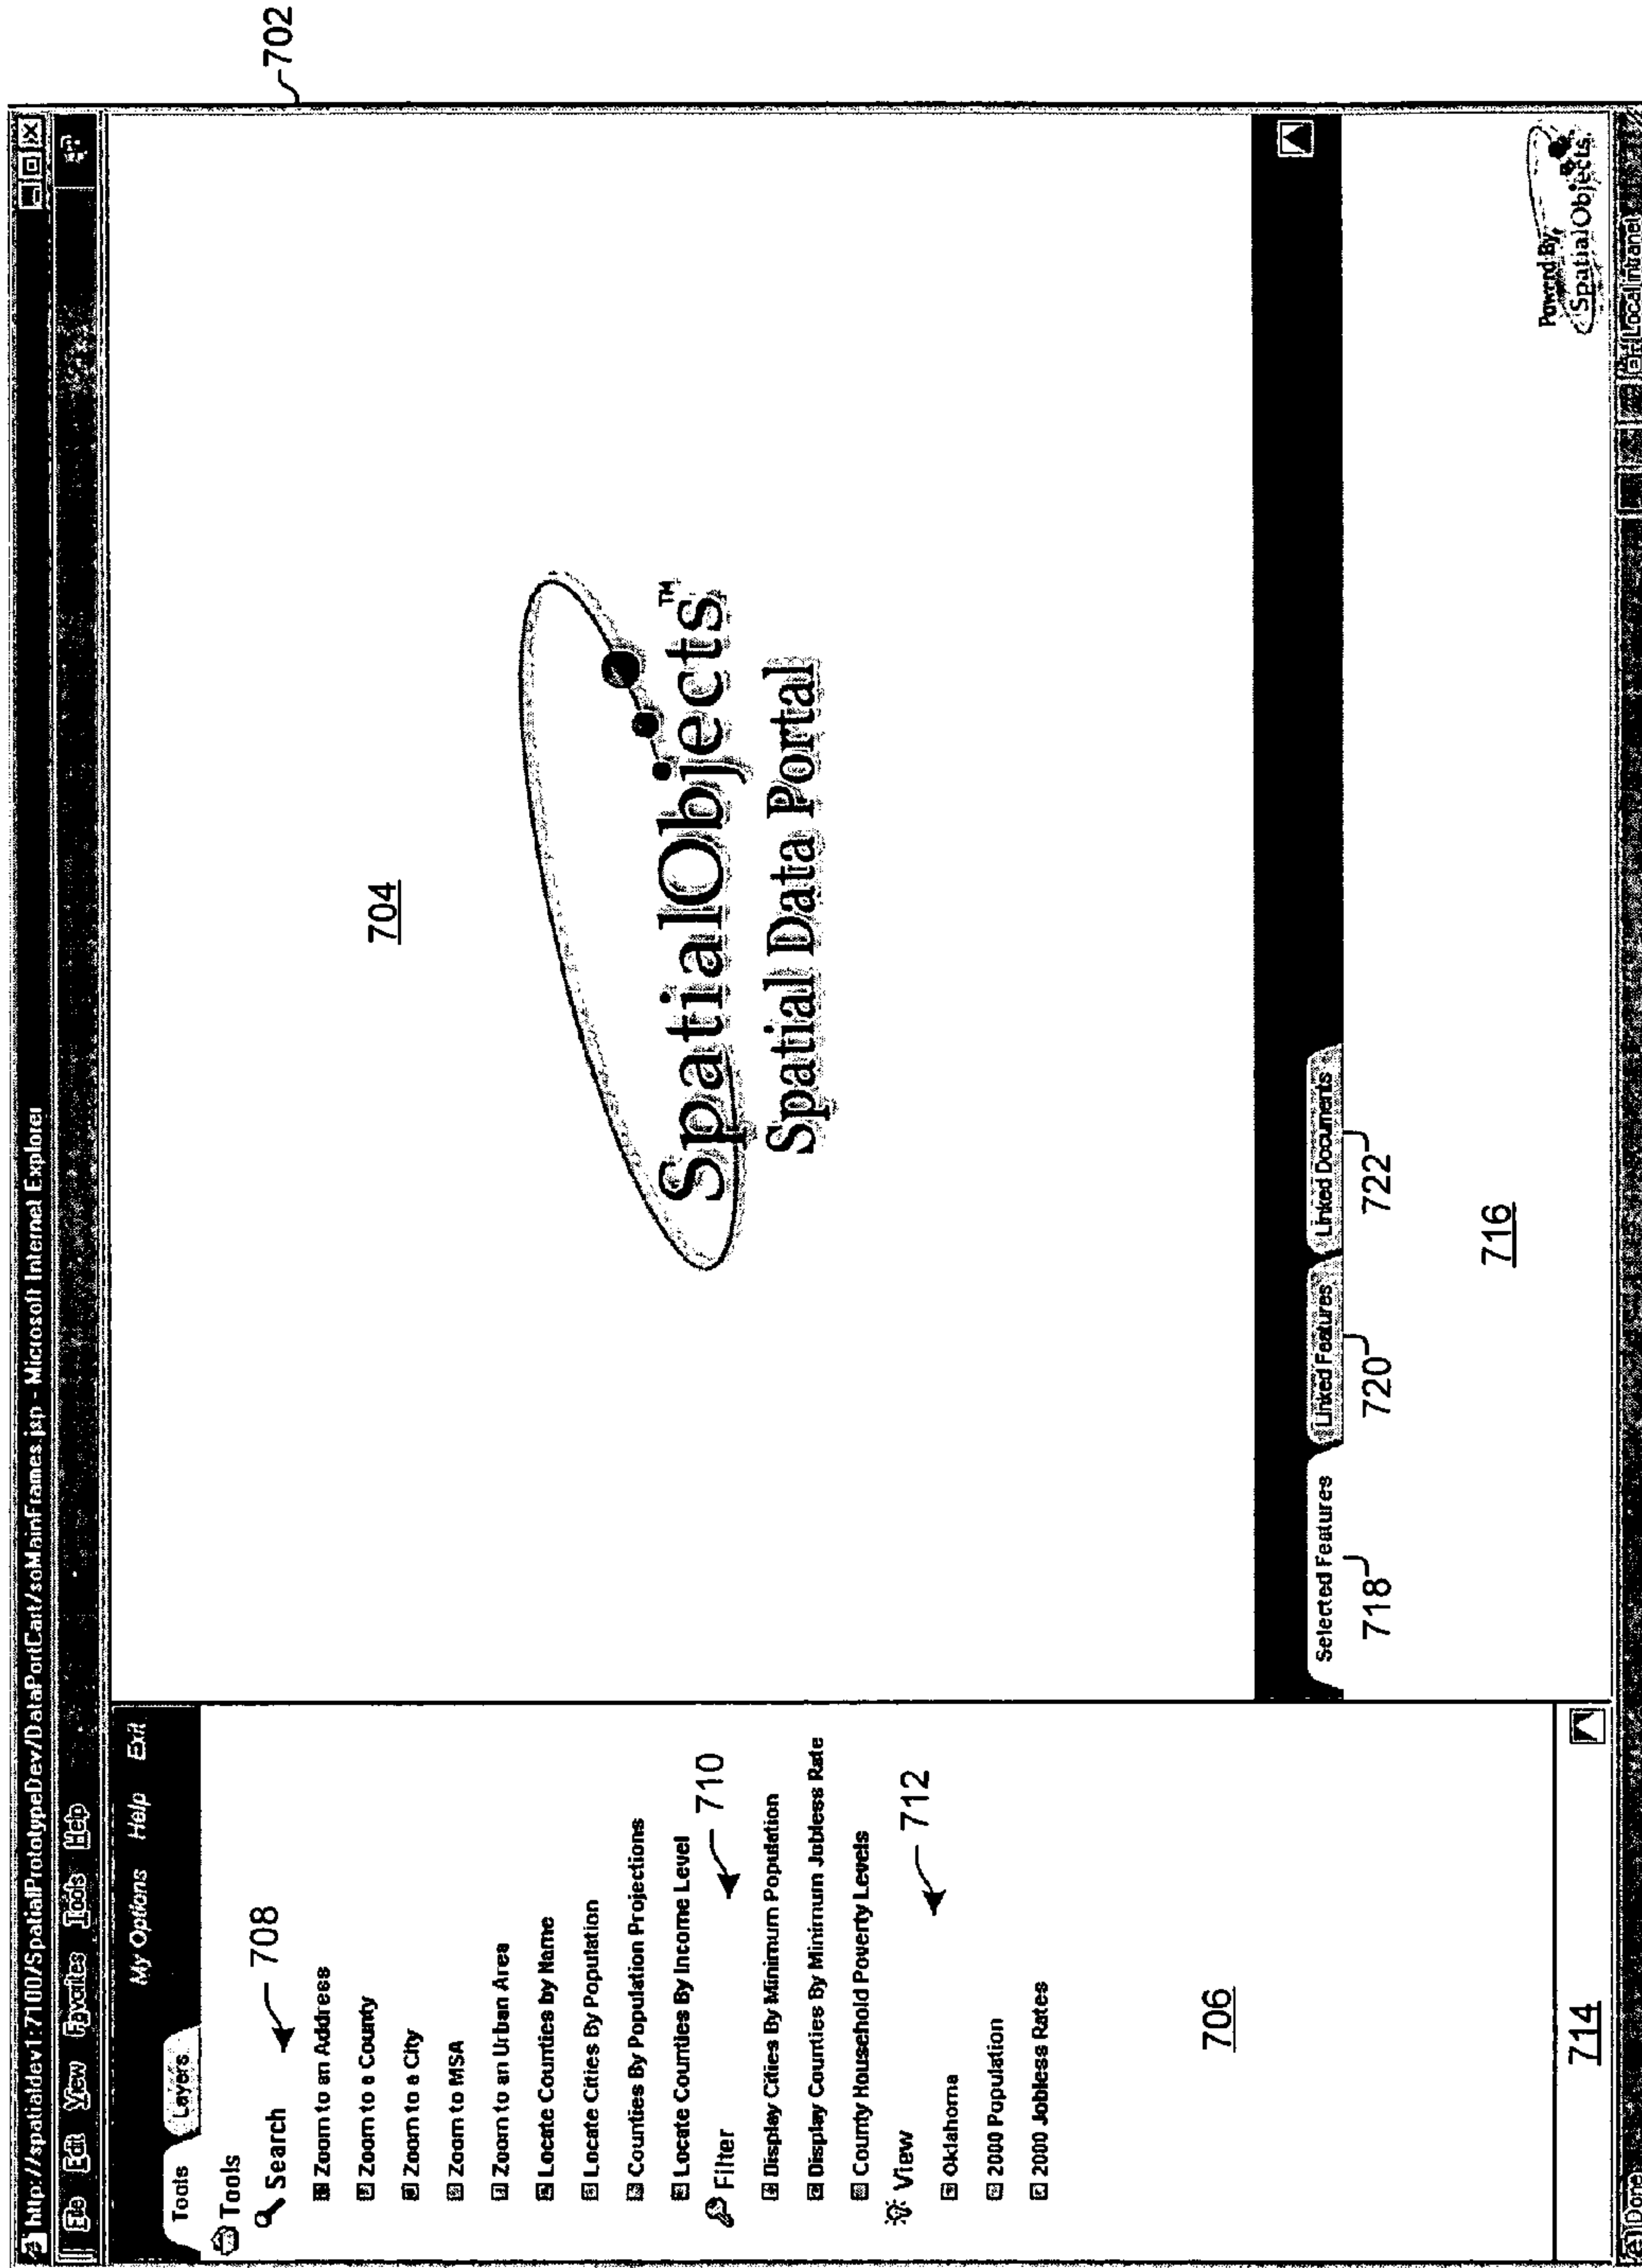 http://spatialdev1:7100/SpatialPrototypeDev/DataPortCart/soMainFrames.jsp - Microsoft Internet Explorer
File Edit View Favorites Tools Help
702
My Options Help Exit
Tools Layers
Tools
Search 708
Zoom to an Address
Zoom to a County
Zoom to a City
Zoom to MSA
Zoom to an Urban Area
Locate Counties by Name
Locate Cities By Population
Counties By Population Projections
Locate Counties By Income Level
Filter 710
Display Cities By Minimum Population
Display Counties By Minimum Jobless Rate
County Household Poverty Levels
View 712
Oklahoma
2000 Population
2000 Jobless Rates
706
714
704
SpatialObjects™
Spatial Data Portal
Selected Features Linked Features Linked Documents
718 720 722
716
Powered By
SpatialObjects
Done
Local intranet